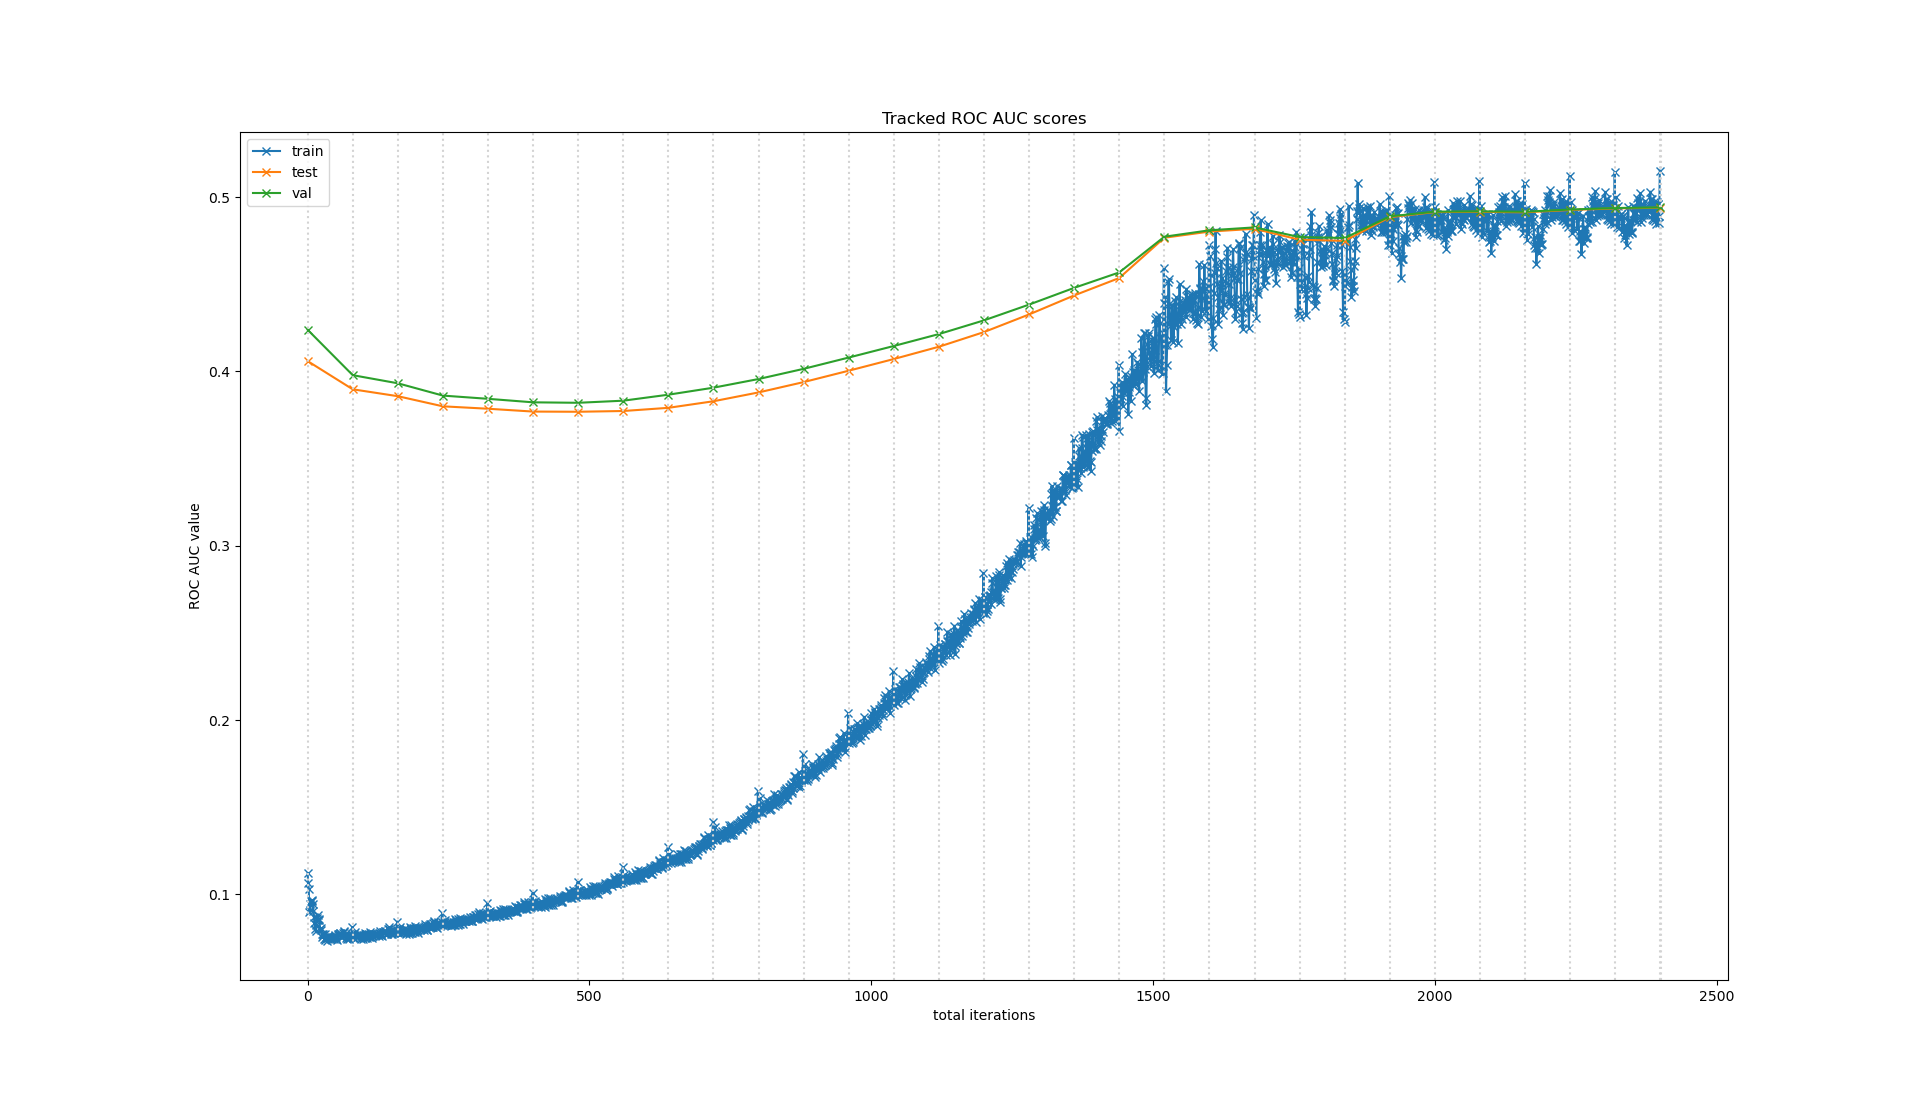 Tracked ROC AUC scores
train
test
val
ROC AUC value
0.5
0.4
0.3
0.2
0.1
0
500
1000
1500
2000
2500
total iterations